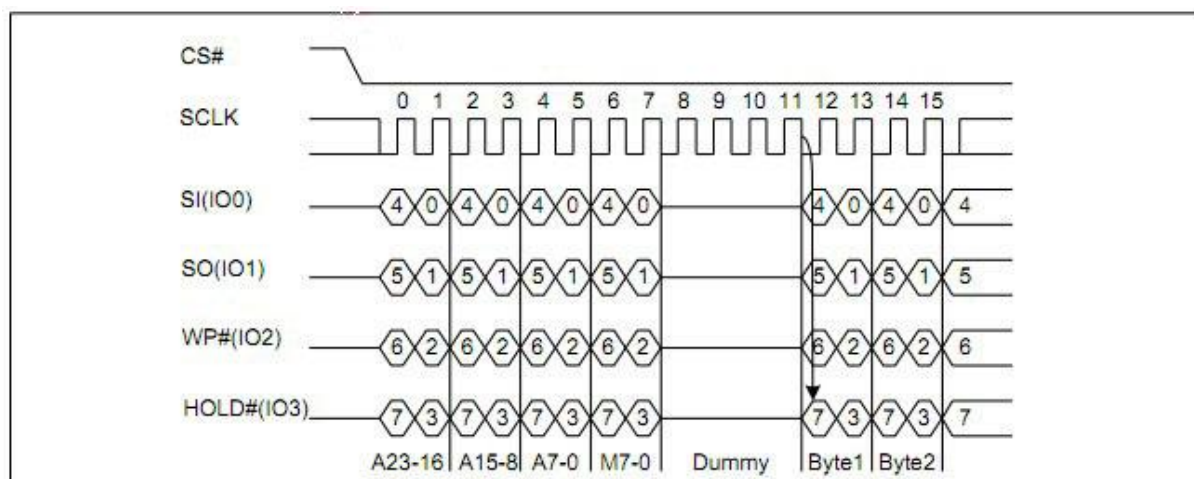 CS#
0 1 2 3 4 5 6 7 8 9 10 11 12 13 14 15
SCLK
SI(IO0) 4 0 4 0 4 0 4 0 4 0 4 0 4
SO(IO1) 5 1 5 1 5 1 5 1 5 1 5 1 5
WP#(IO2) 6 2 6 2 6 2 6 2 6 2 6 2 6
HOLD#(IO3) 7 3 7 3 7 3 7 3 7 3 7 3 7
A23-16 A15-8 A7-0 M7-0 Dummy Byte1 Byte2